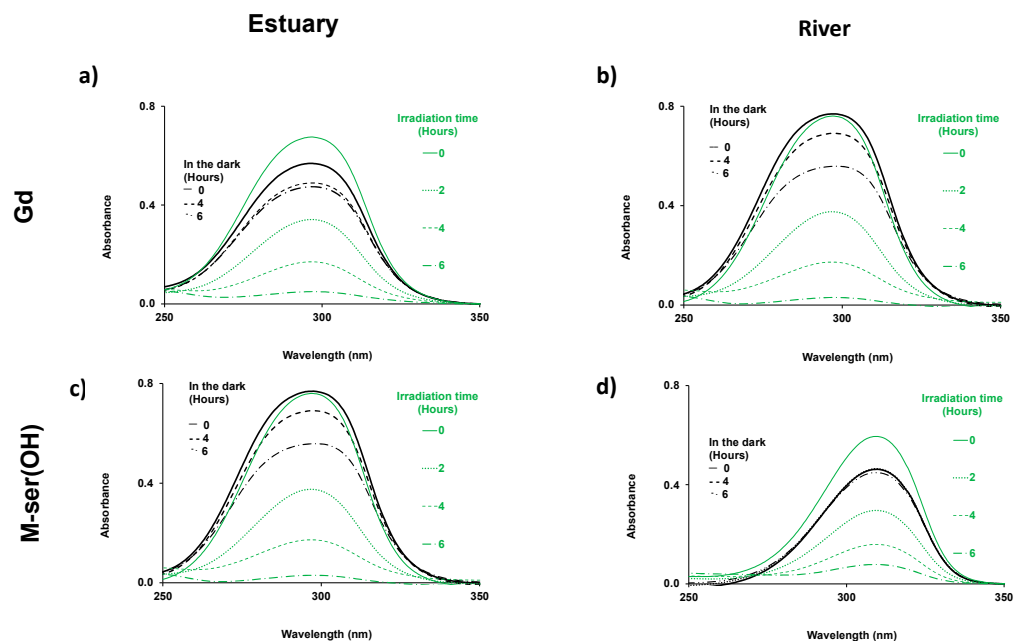 Estuary
River
Gd
M-ser(OH)
a)
0.8
0.4
0.0
250
300
350
Absorbance
Wavelength (nm)
In the dark
(Hours)
0
4
6
Irradiation time
(Hours)
0
2
4
6
b)
0.8
0.4
0.0
250
300
350
Absorbance
Wavelength (nm)
In the dark
(Hours)
0
4
6
Irradiation time
(Hours)
0
2
4
6
c)
0.8
0.4
0.0
250
300
350
Absorbance
Wavelength (nm)
In the dark
(Hours)
0
4
6
Irradiation time
(Hours)
0
2
4
6
d)
0.8
0.4
0.0
250
300
350
Absorbance
Wavelength (nm)
In the dark
(Hours)
0
4
6
Irradiation time
(Hours)
0
2
4
6